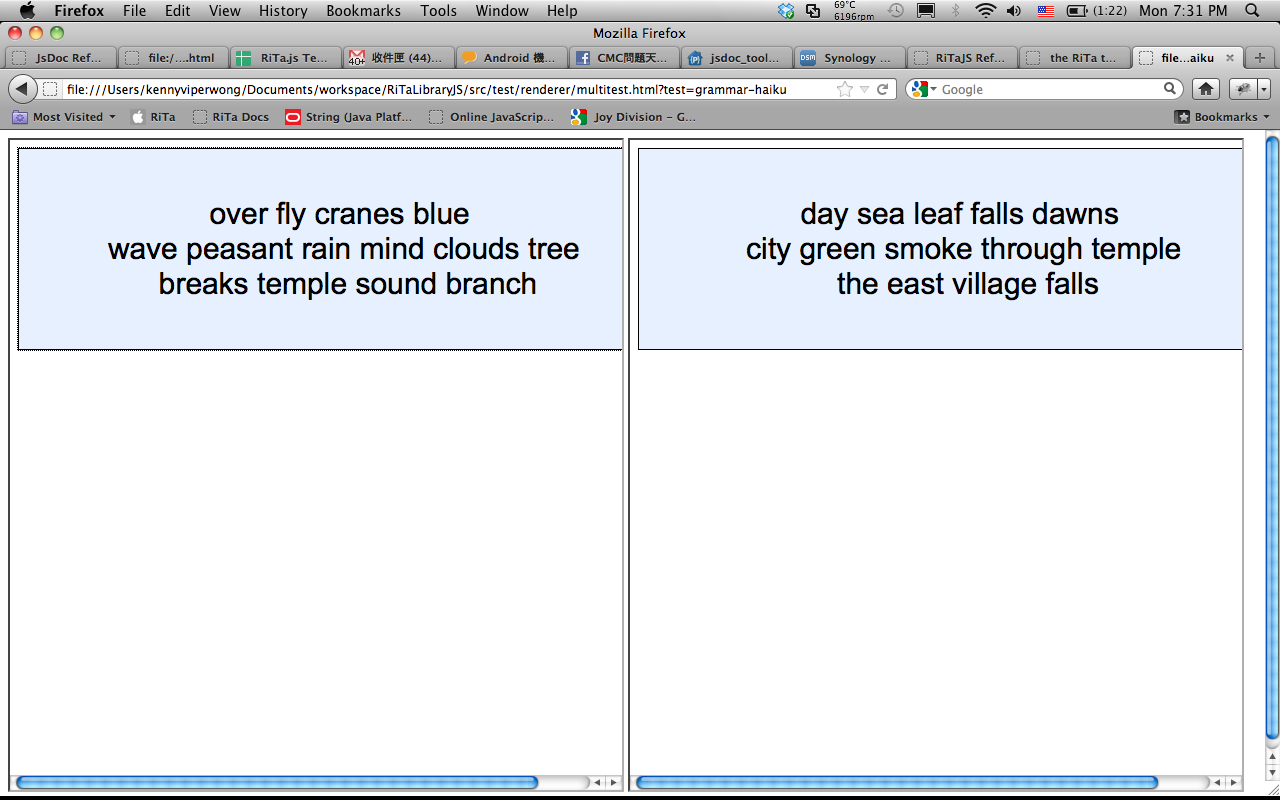 Firefox File Edit View History Bookmarks Tools Window Help 69°C 6196rpm (1:22) Mon 7:31 PM
Mozilla Firefox
JsDoc Ref... file:/....html RiTa.js Te... 40+ 收件匣 (44)... Android 機... CMC問題天... jsdoc_tool... DSM Synology ... RiTaJS Ref... the RiTa t... file...aiku
file:///Users/kennyviperwong/Documents/workspace/RiTaLibraryJS/src/test/renderer/multitest.html?test=grammar-haiku Google
Most Visited RiTa RiTa Docs String (Java Platf... Online JavaScrip... Joy Division – G... Bookmarks
over fly cranes blue
wave peasant rain mind clouds tree
breaks temple sound branch
day sea leaf falls dawns
city green smoke through temple
the east village falls